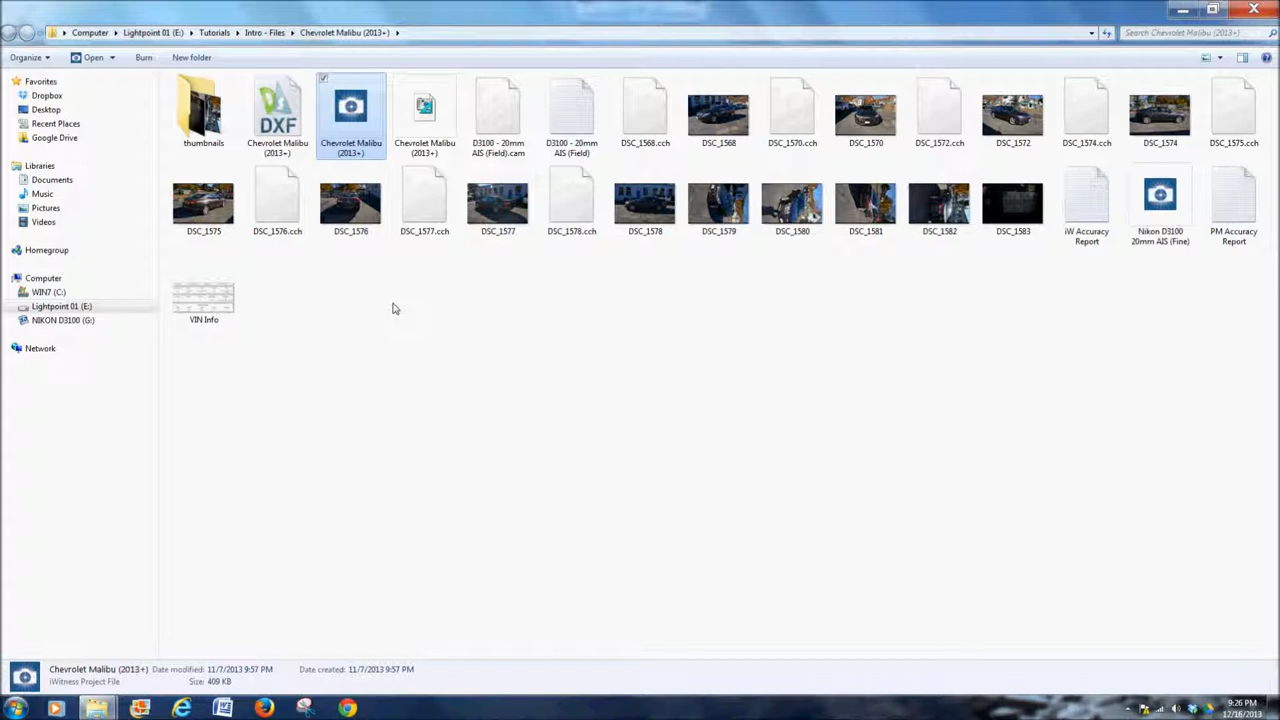 Computer Lightpoint 01 (E:) Tutorials Intro - Files Chevrolet Malibu (2013+)
Search Chevrolet Malibu (2013+)
Organize Open Burn New folder
Favorites
Dropbox
Desktop
Recent Places
Google Drive
Libraries
Documents
Music
Pictures
Videos
Homegroup
Computer
WIN7 (C:)
Lightpoint 01 (E:)
NIKON D3100 (G:)
Network
thumbnails
Chevrolet Malibu
(2013+)
DXF
Chevrolet Malibu
(2013+)
Chevrolet Malibu
(2013+)
D3100 - 20mm
AIS (Field).cam
D3100 - 20mm
AIS (Field)
DSC_1568.cch
DSC_1568
DSC_1570.cch
DSC_1570
DSC_1572.cch
DSC_1572
DSC_1574.cch
DSC_1574
DSC_1575.cch
DSC_1575
DSC_1576.cch
DSC_1576
DSC_1577.cch
DSC_1577
DSC_1578.cch
DSC_1578
DSC_1579
DSC_1580
DSC_1581
DSC_1582
DSC_1583
iW Accuracy
Report
Nikon D3100
20mm AIS (Fine)
PM Accuracy
Report
VIN Info
Chevrolet Malibu (2013+) Date modified: 11/7/2013 9:57 PM Date created: 11/7/2013 9:57 PM
iWitness Project File Size: 409 KB
9:26 PM
12/16/2013